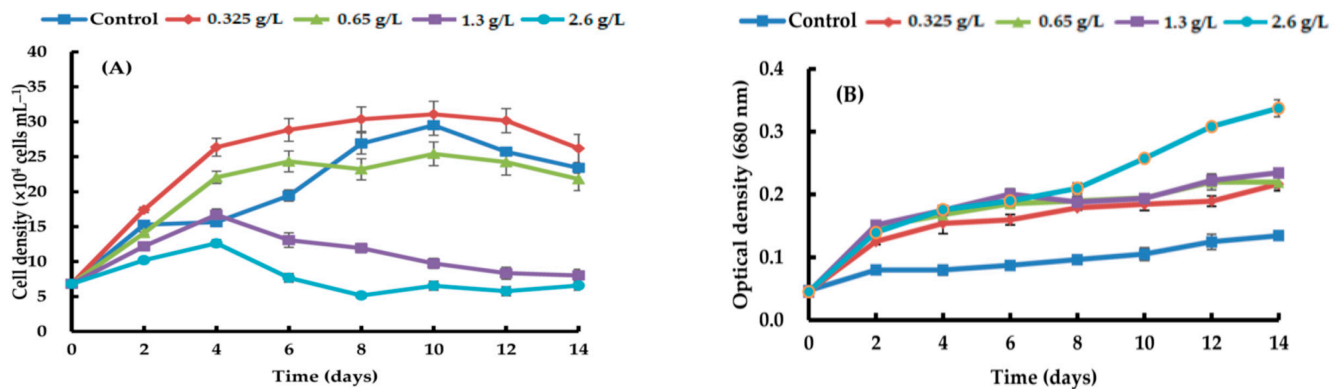 Control 0.325 g/L 0.65 g/L 1.3 g/L 2.6 g/L
(A)
Cell density (×10⁴ cells mL⁻¹)
40
35
30
25
20
15
10
5
0
0 2 4 6 8 10 12 14
Time (days)
Control 0.325 g/L 0.65 g/L 1.3 g/L 2.6 g/L
(B)
Optical density (680 nm)
0.4
0.3
0.2
0.1
0.0
0 2 4 6 8 10 12 14
Time (days)